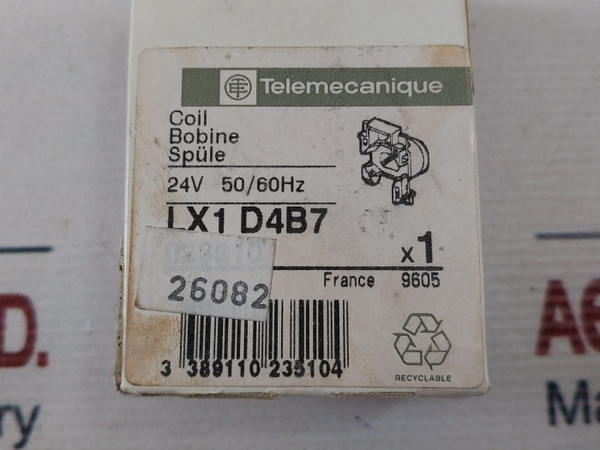 Telemecanique
Coil
Bobine
Spüle
24V 50/60Hz
LX1 D4B7
x1
26082
France 9605
3 389110 235104
RECYCLABLE
D.